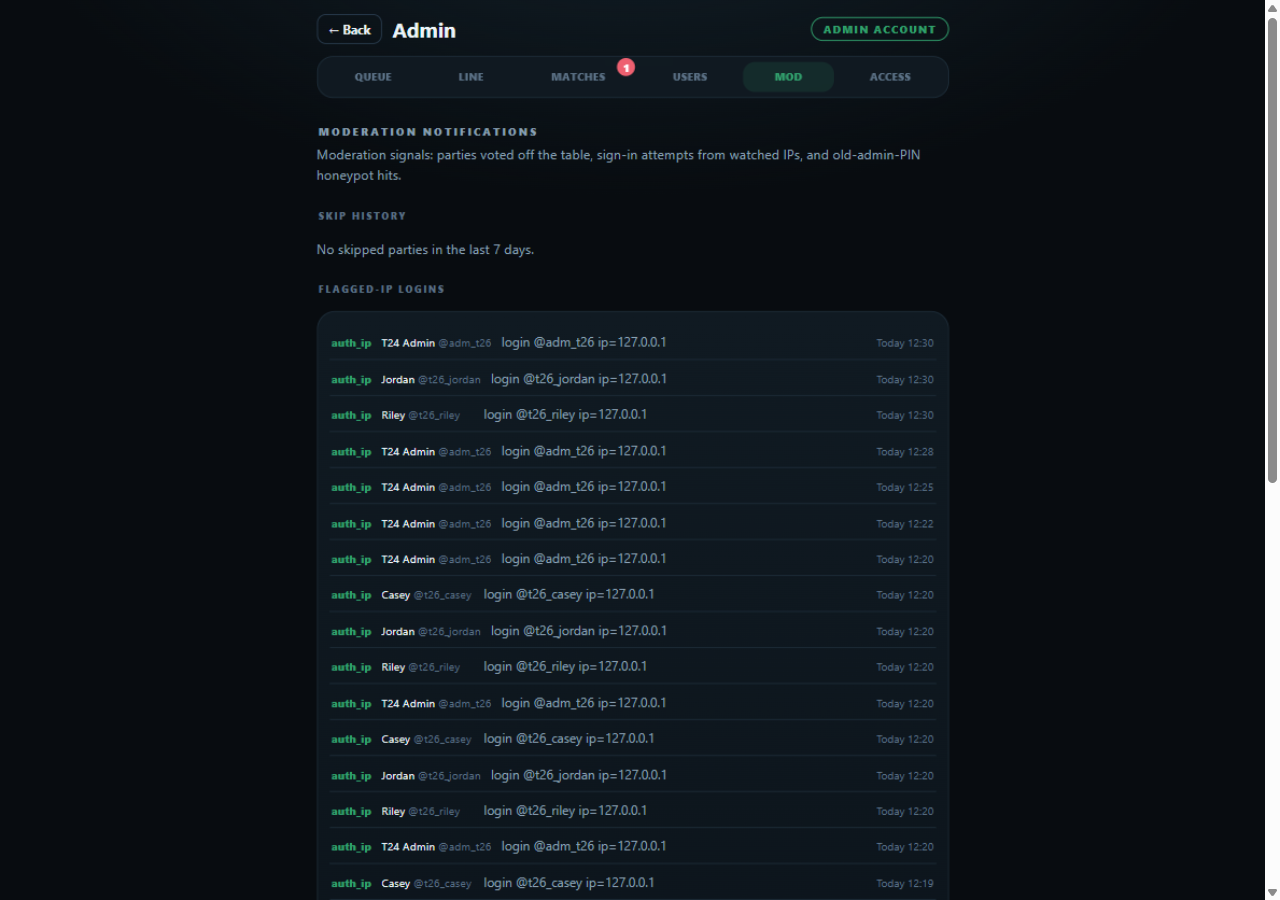 ← Back
Admin
ADMIN ACCOUNT
QUEUE
LINE
MATCHES
1
USERS
MOD
ACCESS
MODERATION NOTIFICATIONS
Moderation signals: parties voted off the table, sign-in attempts from watched IPs, and old-admin-PIN
honeypot hits.
SKIP HISTORY
No skipped parties in the last 7 days.
FLAGGED-IP LOGINS
auth_ip T24 Admin @adm_t26 login @adm_t26 ip=127.0.0.1 Today 12:30
auth_ip Jordan @t26_jordan login @t26_jordan ip=127.0.0.1 Today 12:30
auth_ip Riley @t26_riley login @t26_riley ip=127.0.0.1 Today 12:30
auth_ip T24 Admin @adm_t26 login @adm_t26 ip=127.0.0.1 Today 12:28
auth_ip T24 Admin @adm_t26 login @adm_t26 ip=127.0.0.1 Today 12:25
auth_ip T24 Admin @adm_t26 login @adm_t26 ip=127.0.0.1 Today 12:22
auth_ip T24 Admin @adm_t26 login @adm_t26 ip=127.0.0.1 Today 12:20
auth_ip Casey @t26_casey login @t26_casey ip=127.0.0.1 Today 12:20
auth_ip Jordan @t26_jordan login @t26_jordan ip=127.0.0.1 Today 12:20
auth_ip Riley @t26_riley login @t26_riley ip=127.0.0.1 Today 12:20
auth_ip T24 Admin @adm_t26 login @adm_t26 ip=127.0.0.1 Today 12:20
auth_ip Casey @t26_casey login @t26_casey ip=127.0.0.1 Today 12:20
auth_ip Jordan @t26_jordan login @t26_jordan ip=127.0.0.1 Today 12:20
auth_ip Riley @t26_riley login @t26_riley ip=127.0.0.1 Today 12:20
auth_ip T24 Admin @adm_t26 login @adm_t26 ip=127.0.0.1 Today 12:20
auth_ip Casey @t26_casey login @t26_casey ip=127.0.0.1 Today 12:19